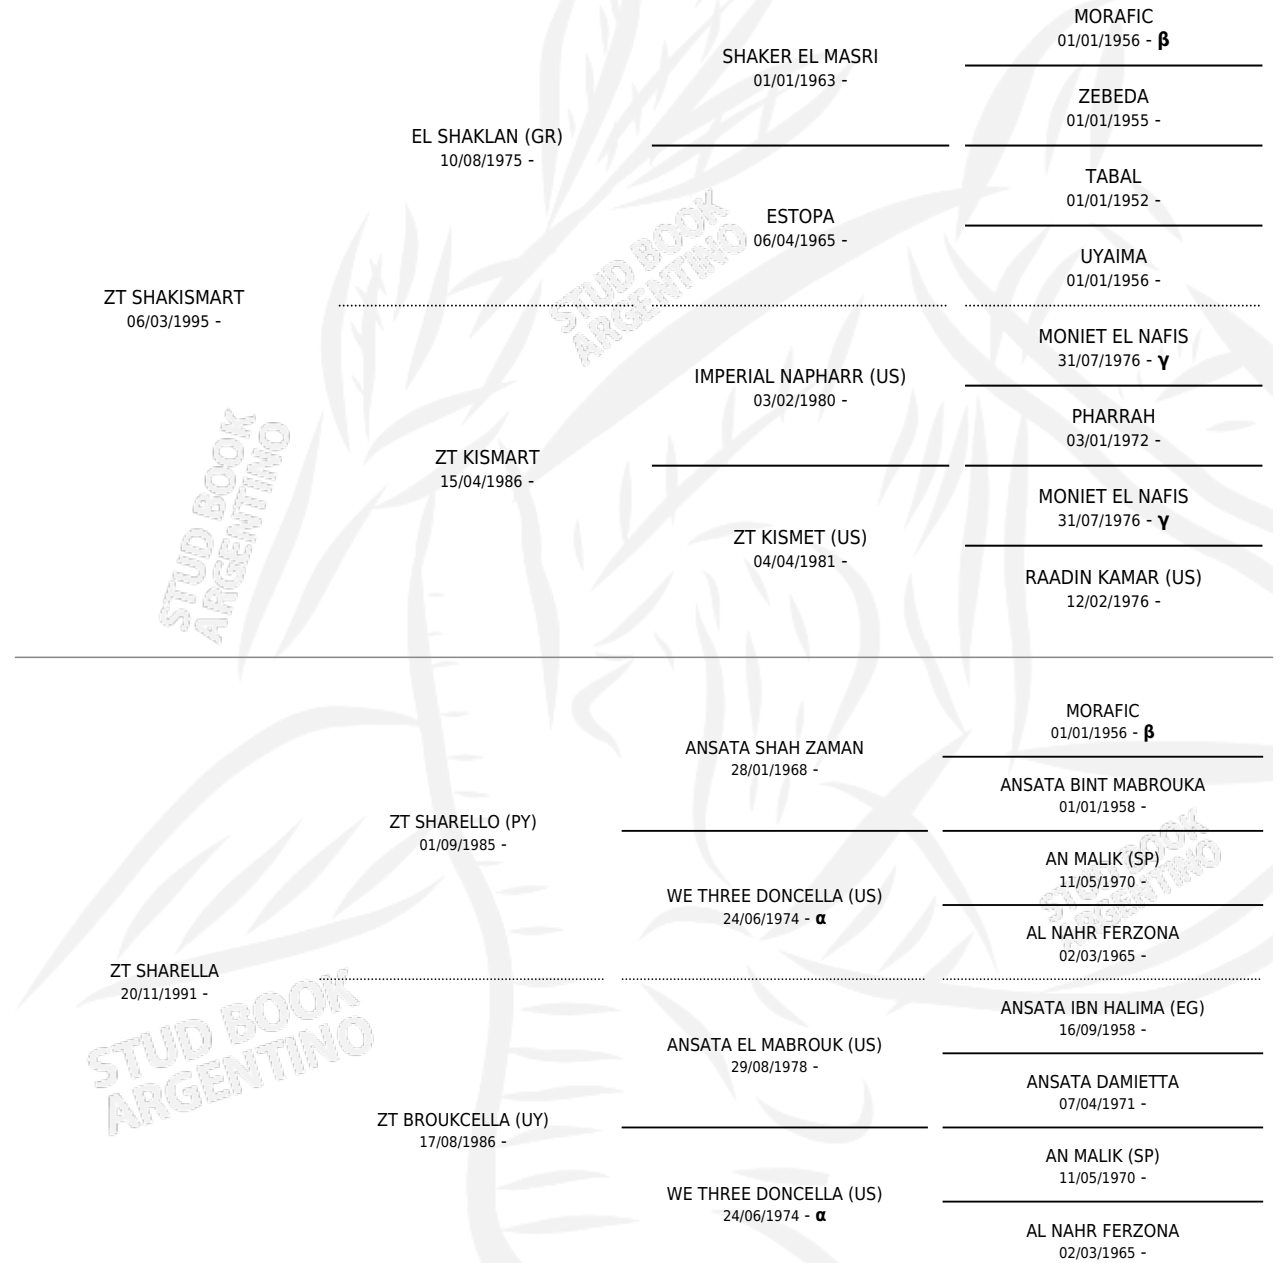 MORAFIC
01/01/1956 - β
SHAKER EL MASRI
01/01/1963 -
ZEBEDA
01/01/1955 -
EL SHAKLAN (GR)
10/08/1975 -
TABAL
01/01/1952 -
ESTOPA
06/04/1965 -
UYAIMA
01/01/1956 -
ZT SHAKISMART
06/03/1995 -
MONIET EL NAFIS
31/07/1976 - γ
IMPERIAL NAPHARR (US)
03/02/1980 -
PHARRAH
03/01/1972 -
ZT KISMART
15/04/1986 -
MONIET EL NAFIS
31/07/1976 - γ
ZT KISMET (US)
04/04/1981 -
RAADIN KAMAR (US)
12/02/1976 -
STUD BOOK
ARGENTINO
STUD BOOK
ARGENTINO
MORAFIC
01/01/1956 - β
ANSATA SHAH ZAMAN
28/01/1968 -
ANSATA BINT MABROUKA
01/01/1958 -
ZT SHARELLO (PY)
01/09/1985 -
AN MALIK (SP)
11/05/1970 -
WE THREE DONCELLA (US)
24/06/1974 - α
AL NAHR FERZONA
02/03/1965 -
ZT SHARELLA
20/11/1991 -
ANSATA IBN HALIMA (EG)
16/09/1958 -
ANSATA EL MABROUK (US)
29/08/1978 -
ANSATA DAMIETTA
07/04/1971 -
ZT BROUKCELLA (UY)
17/08/1986 -
AN MALIK (SP)
11/05/1970 -
WE THREE DONCELLA (US)
24/06/1974 - α
AL NAHR FERZONA
02/03/1965 -
STUD BOOK
ARGENTINO
STUD BOOK
ARGENTINO